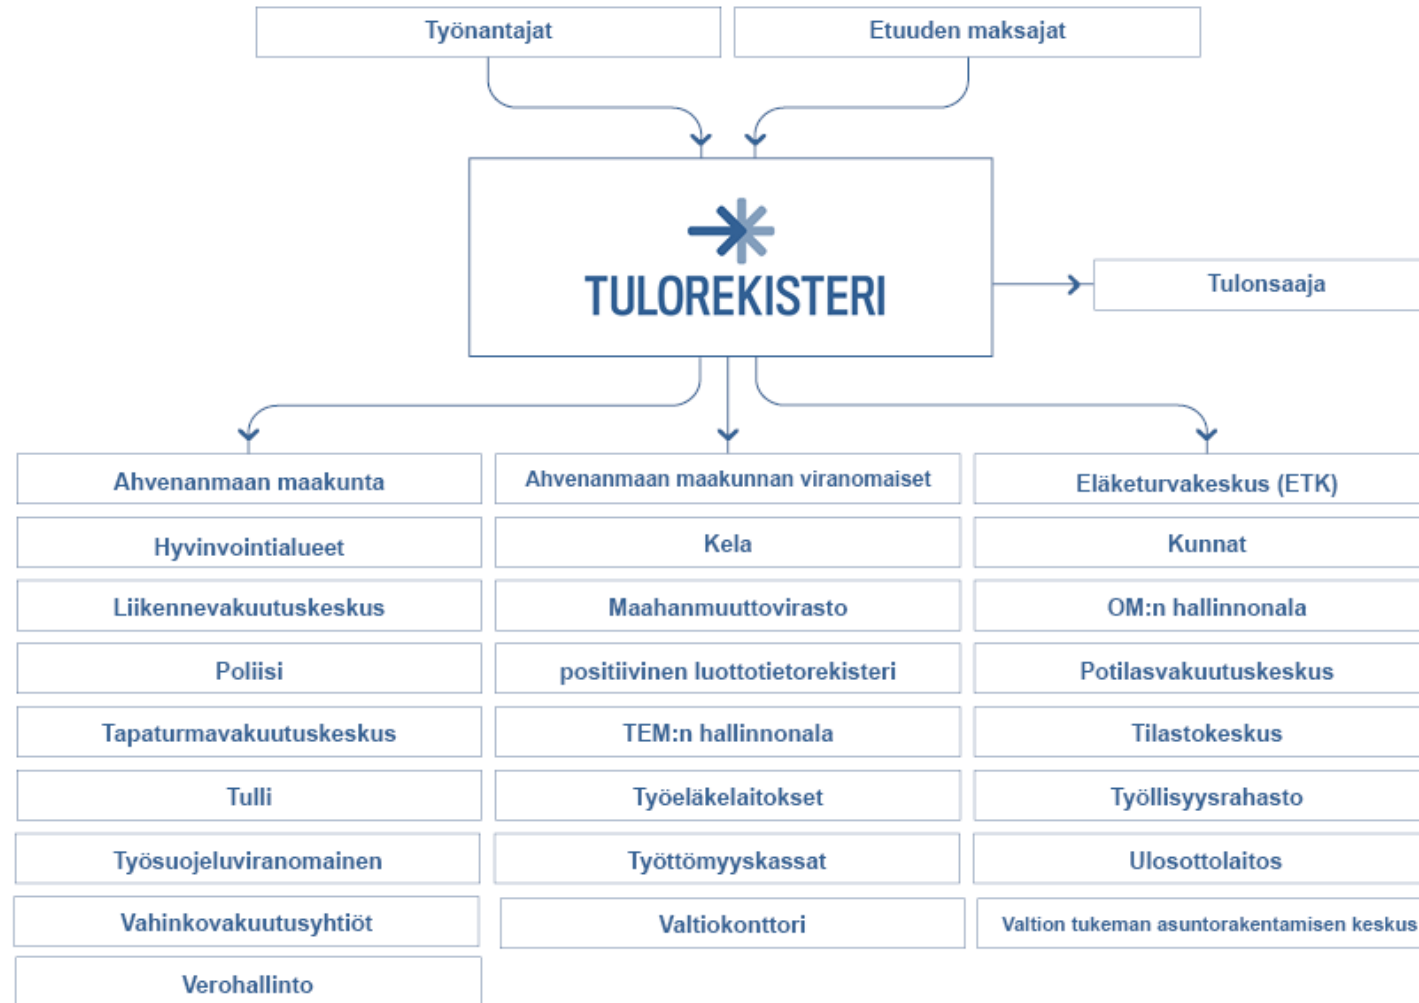 Työnantajat
Etuuden maksajat
TULOREKISTERI
Tulonsaaja
Ahvenanmaan maakunta
Ahvenanmaan maakunnan viranomaiset
Eläketurvakeskus (ETK)
Hyvinvointialueet
Kela
Kunnat
Liikennevakuutuskeskus
Maahanmuuttovirasto
OM:n hallinnonala
Poliisi
positiivinen luottotietorekisteri
Potilasvakuutuskeskus
Tapaturmavakuutuskeskus
TEM:n hallinnonala
Tilastokeskus
Tulli
Työeläkelaitokset
Työllisyysrahasto
Työsuojeluviranomainen
Työttömyyskassat
Ulosottolaitos
Vahinkovakuutusyhtiöt
Valtiokonttori
Valtion tukeman asuntorakentamisen keskus
Verohallinto